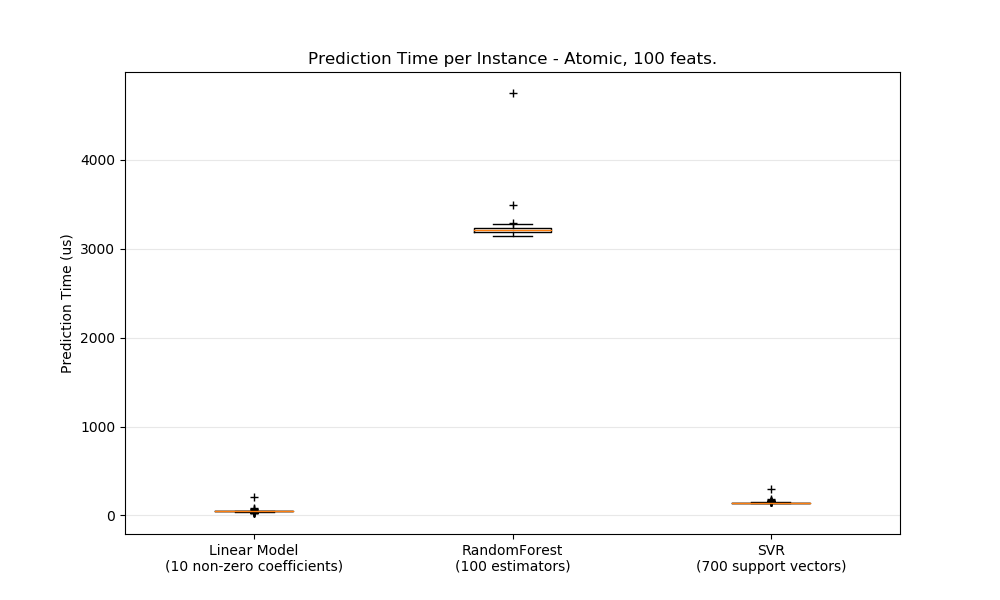 Prediction Time per Instance - Atomic, 100 feats.
Prediction Time (us)
4000
3000
2000
1000
0
Linear Model
(10 non-zero coefficients)
RandomForest
(100 estimators)
SVR
(700 support vectors)